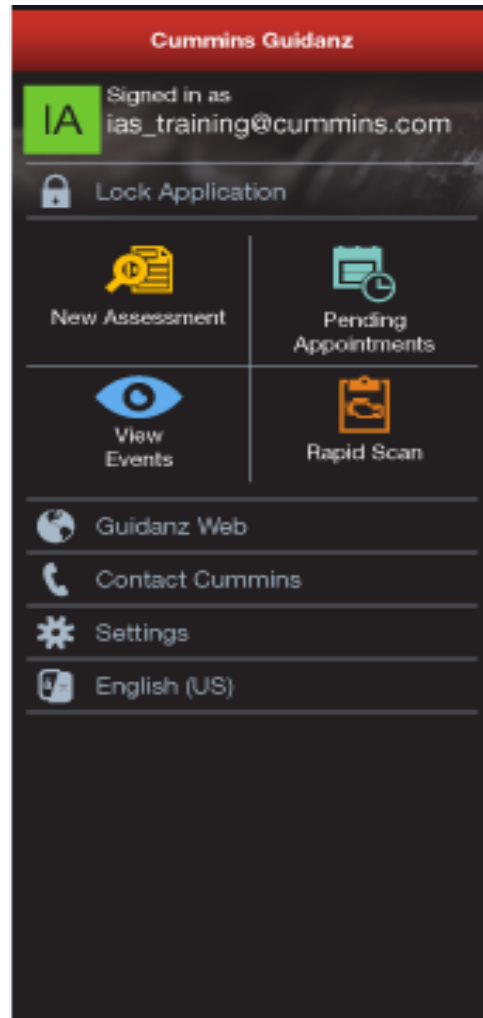 Cummins Guidanz
IA
Signed in as
ias_training@cummins.com
Lock Application
New Assessment
Pending
Appointments
View
Events
Rapid Scan
Guidanz Web
Contact Cummins
Settings
English (US)